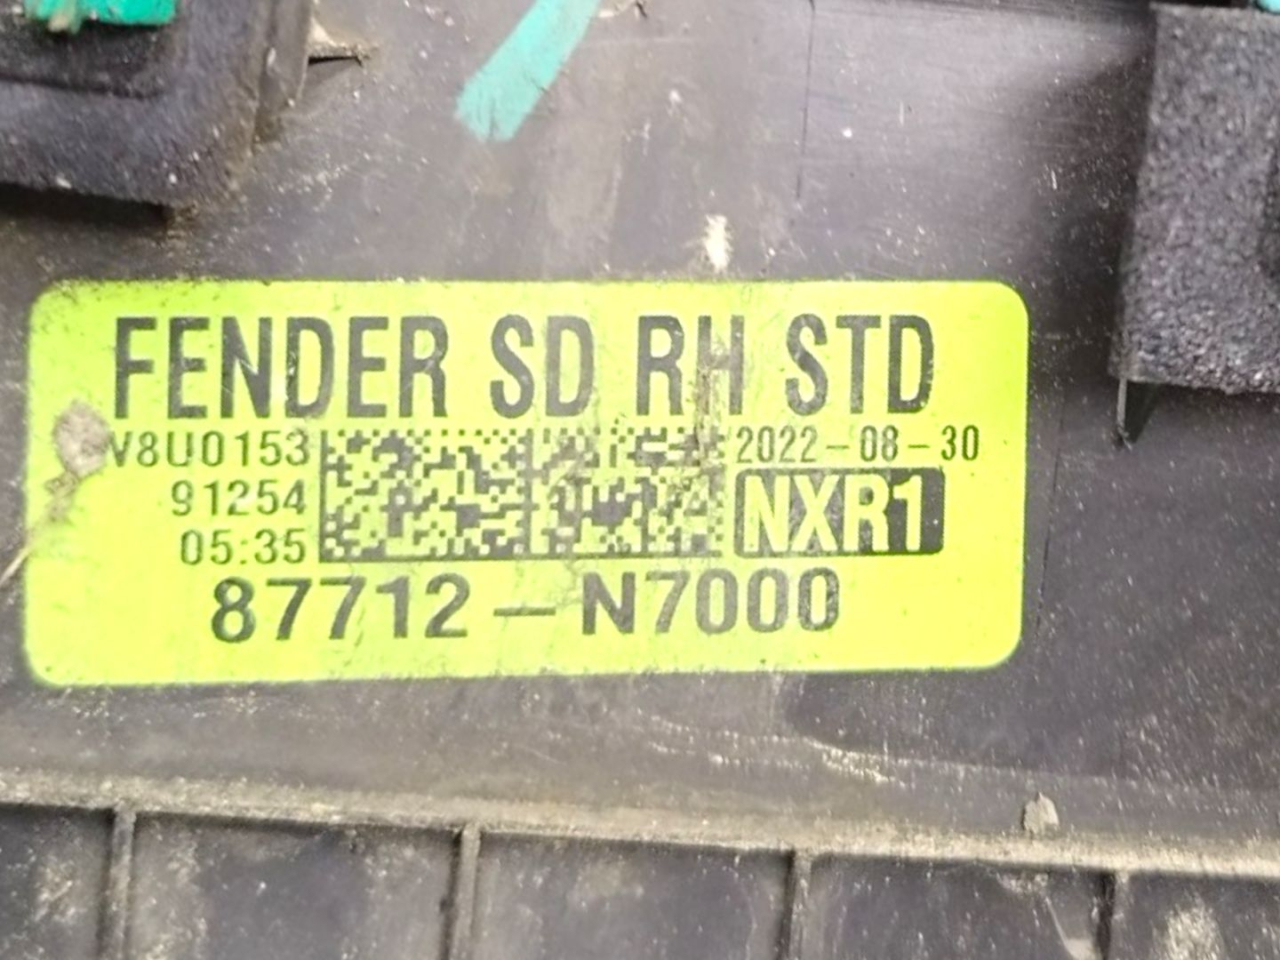 FENDER SD RH STD
V8U0153
2022-08-30
91254
NXR1
05:35
87712-N7000